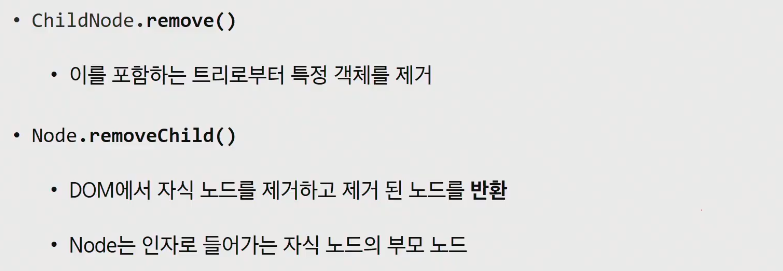 • ChildNode.remove()
• 이를 포함하는 트리로부터 특정 객체를 제거
• Node.removeChild()
• DOM에서 자식 노드를 제거하고 제거 된 노드를 반환
• Node는 인자로 들어가는 자식 노드의 부모 노드